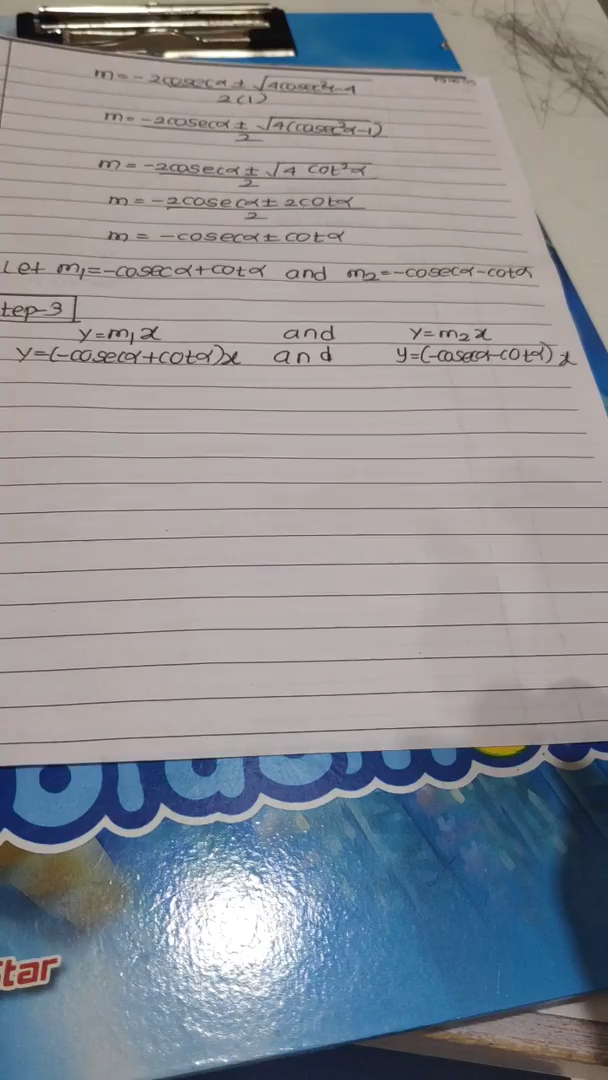 m = -2cosecα ± √4cosec²α-4
2(1)
m = -2cosecα ± √4(cosec²α-1)
2
m = -2cosecα ± √4 cot²α
2
m = -2cosecα ± 2cotα
2
m = -cosecα ± cotα
Let m₁=-cosecα+cotα and m₂=-cosecα-cotα
tep-3
y=m₁x and y=m₂x
y=(-cosecα+cotα)x and y=(-cosecα-cotα)x
star